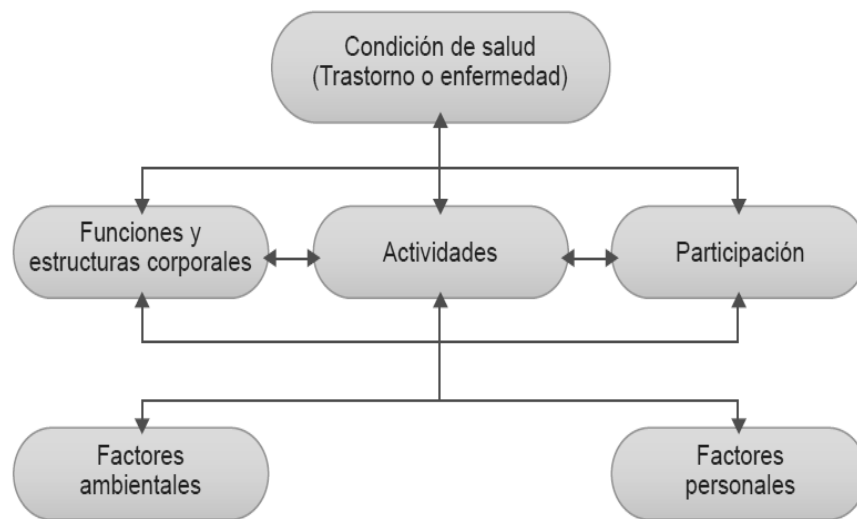 Condición de salud
(Trastorno o enfermedad)
Funciones y
estructuras corporales
Actividades
Participación
Factores
ambientales
Factores
personales